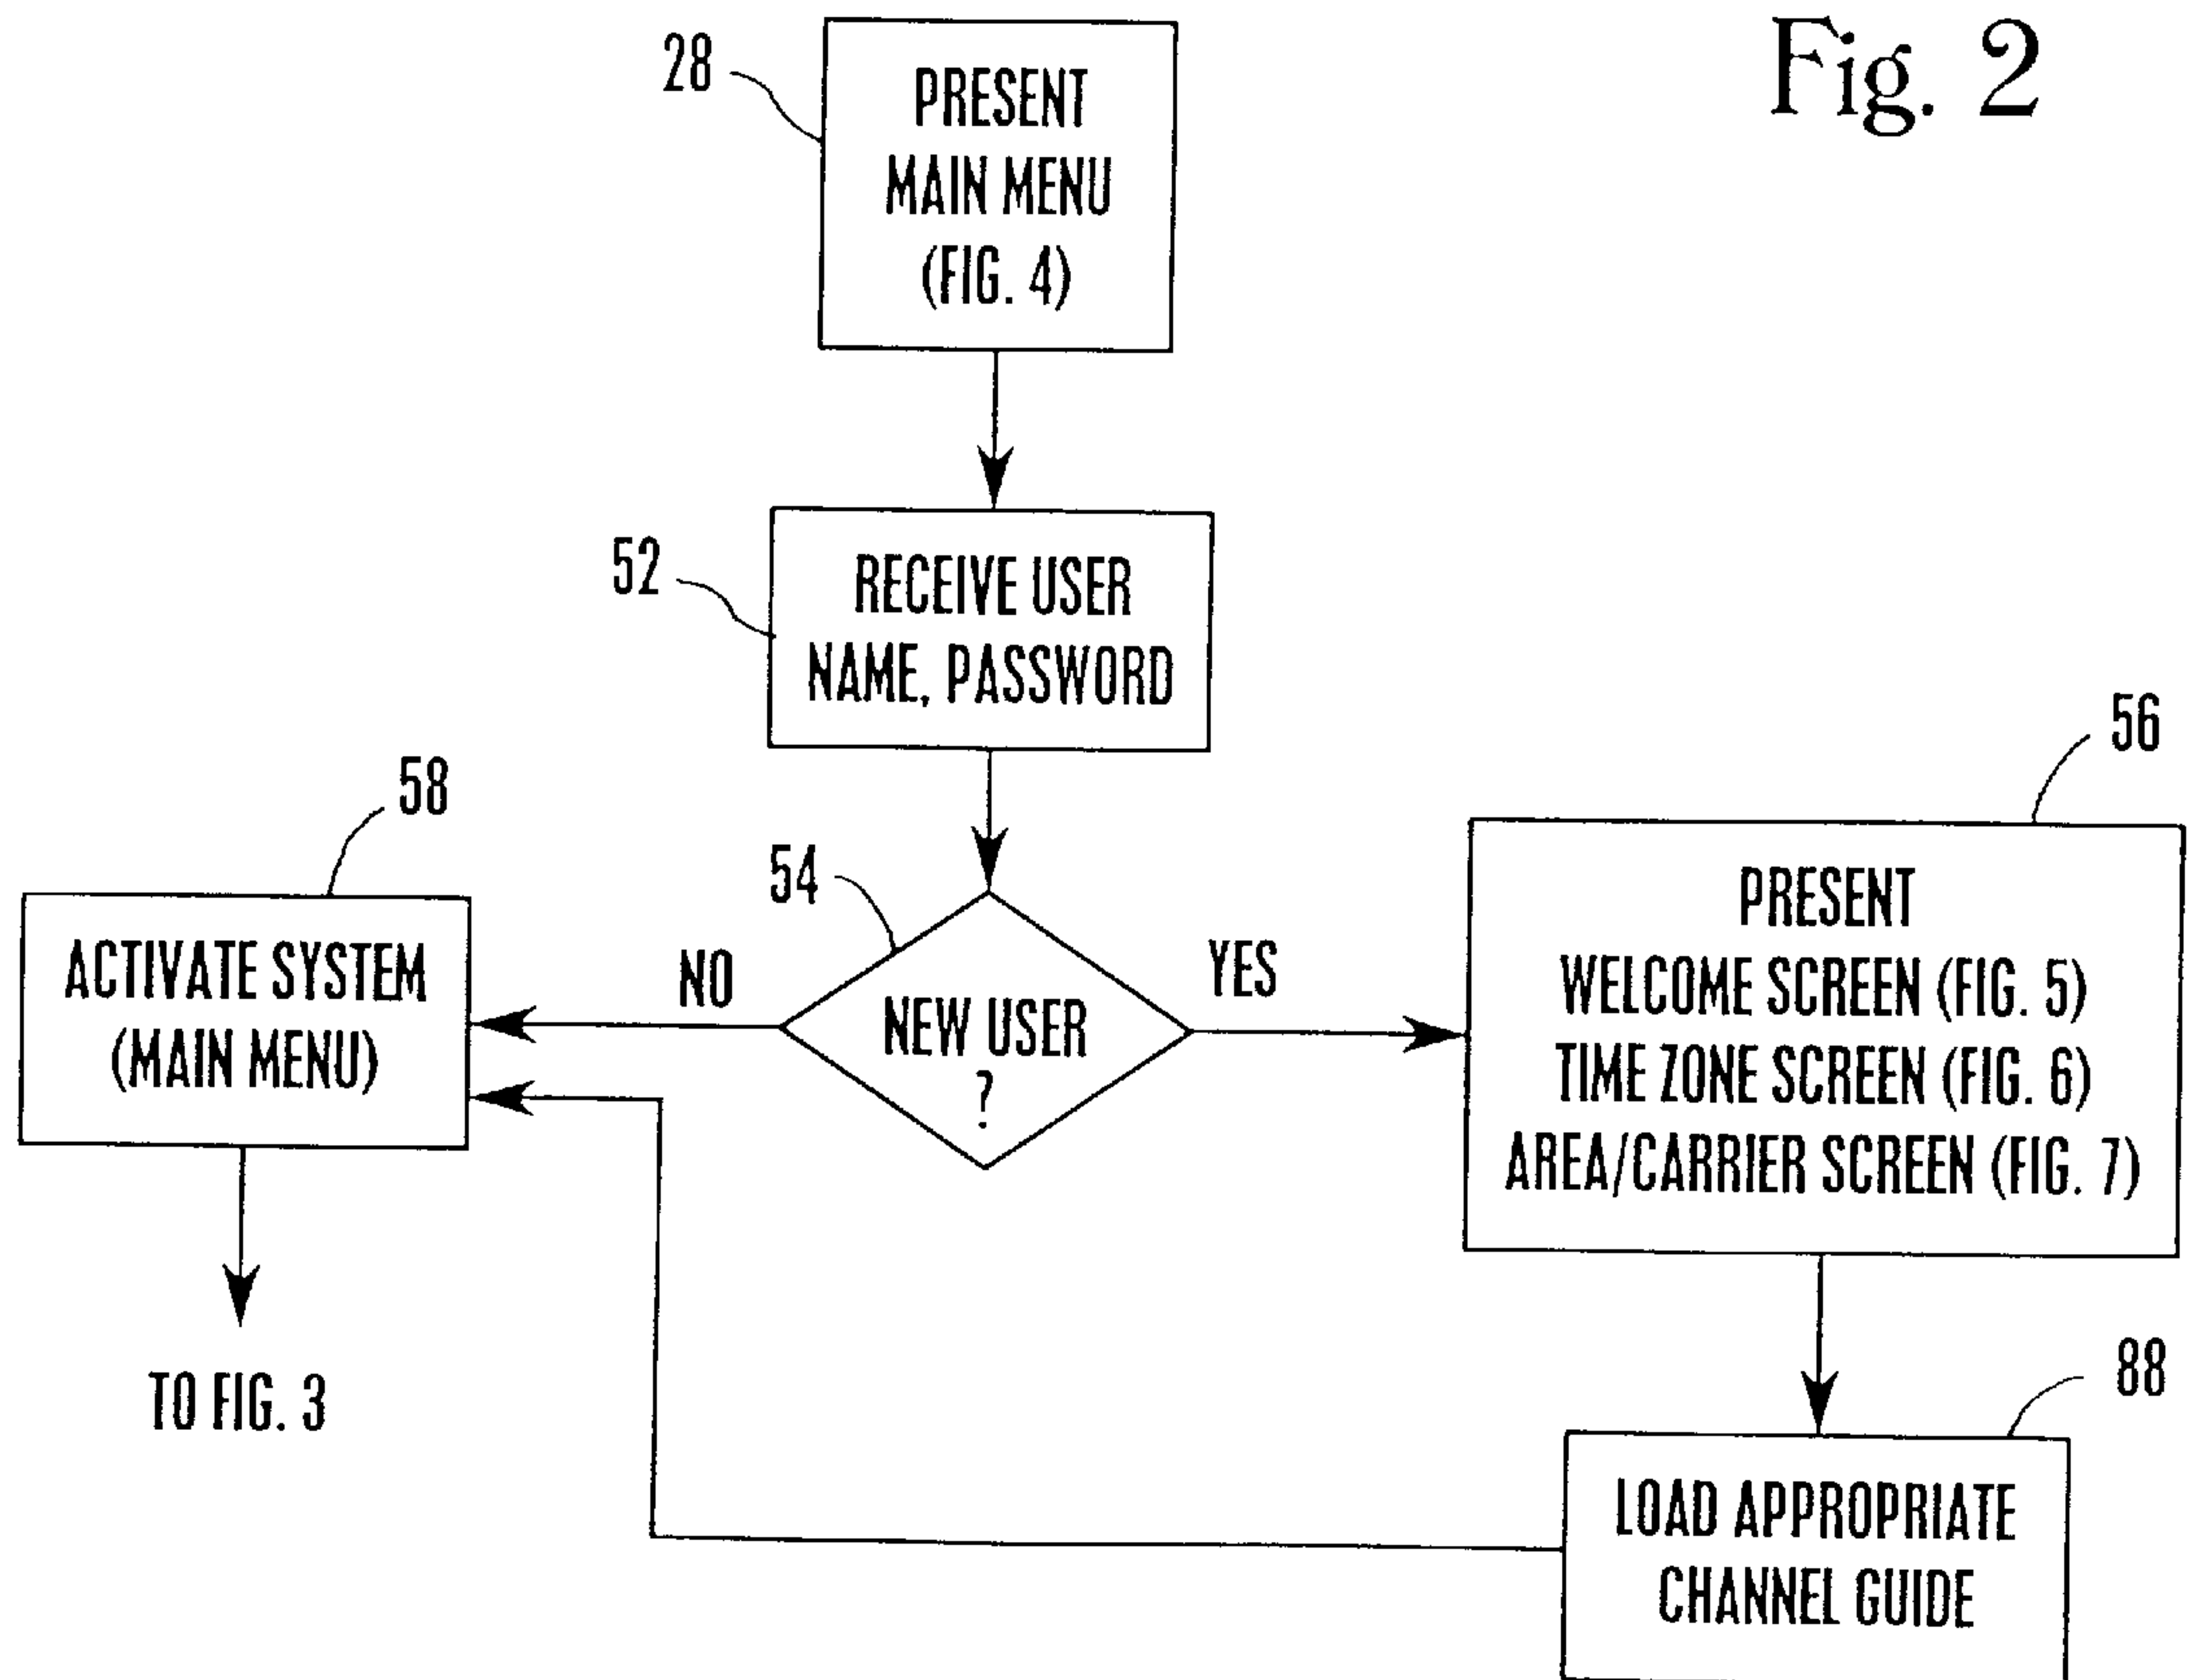 Fig. 2
28
PRESENT
MAIN MENU
(FIG. 4)
52
RECEIVE USER
NAME, PASSWORD
54
NEW USER
?
NO
YES
58
ACTIVATE SYSTEM
(MAIN MENU)
TO FIG. 3
56
PRESENT
WELCOME SCREEN (FIG. 5)
TIME ZONE SCREEN (FIG. 6)
AREA/CARRIER SCREEN (FIG. 7)
88
LOAD APPROPRIATE
CHANNEL GUIDE